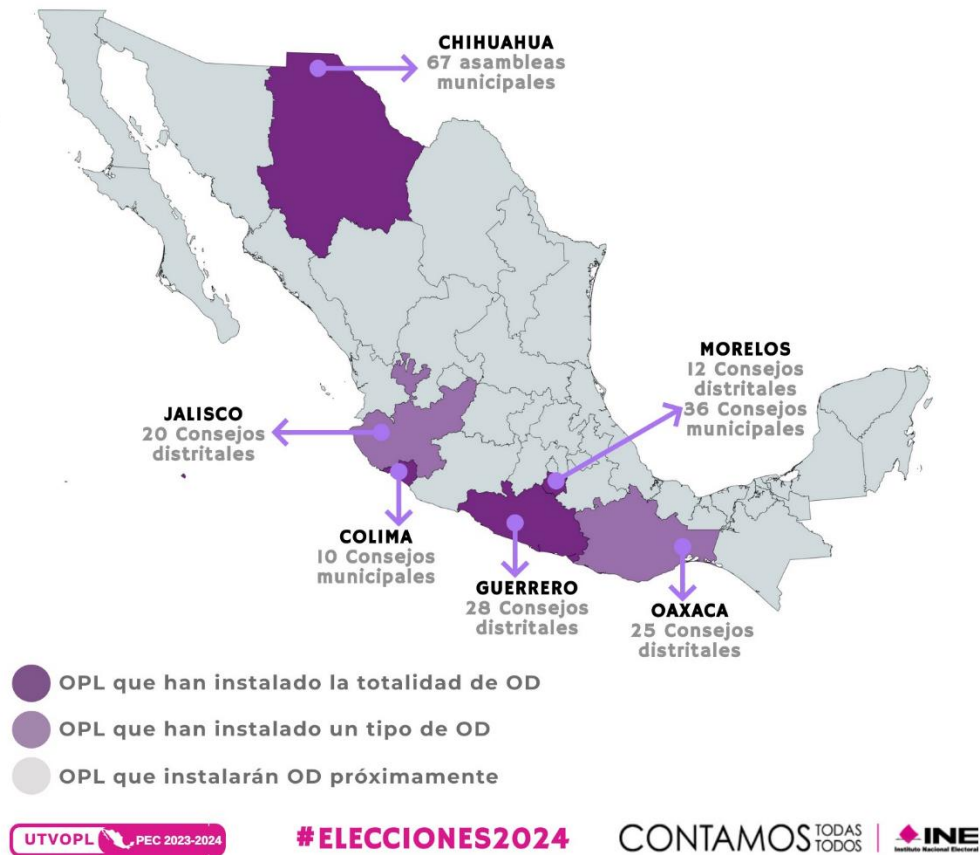 CHIHUAHUA
67 asambleas
municipales
MORELOS
12 Consejos
distritales
36 Consejos
municipales
JALISCO
20 Consejos
distritales
COLIMA
10 Consejos
municipales
GUERRERO
28 Consejos
distritales
OAXACA
25 Consejos
distritales
OPL que han instalado la totalidad de OD
OPL que han instalado un tipo de OD
OPL que instalarán OD próximamente
UTVOPL PEC 2023-2024
#ELECCIONES2024
CONTAMOS TODAS TODOS
INE
Instituto Nacional Electoral